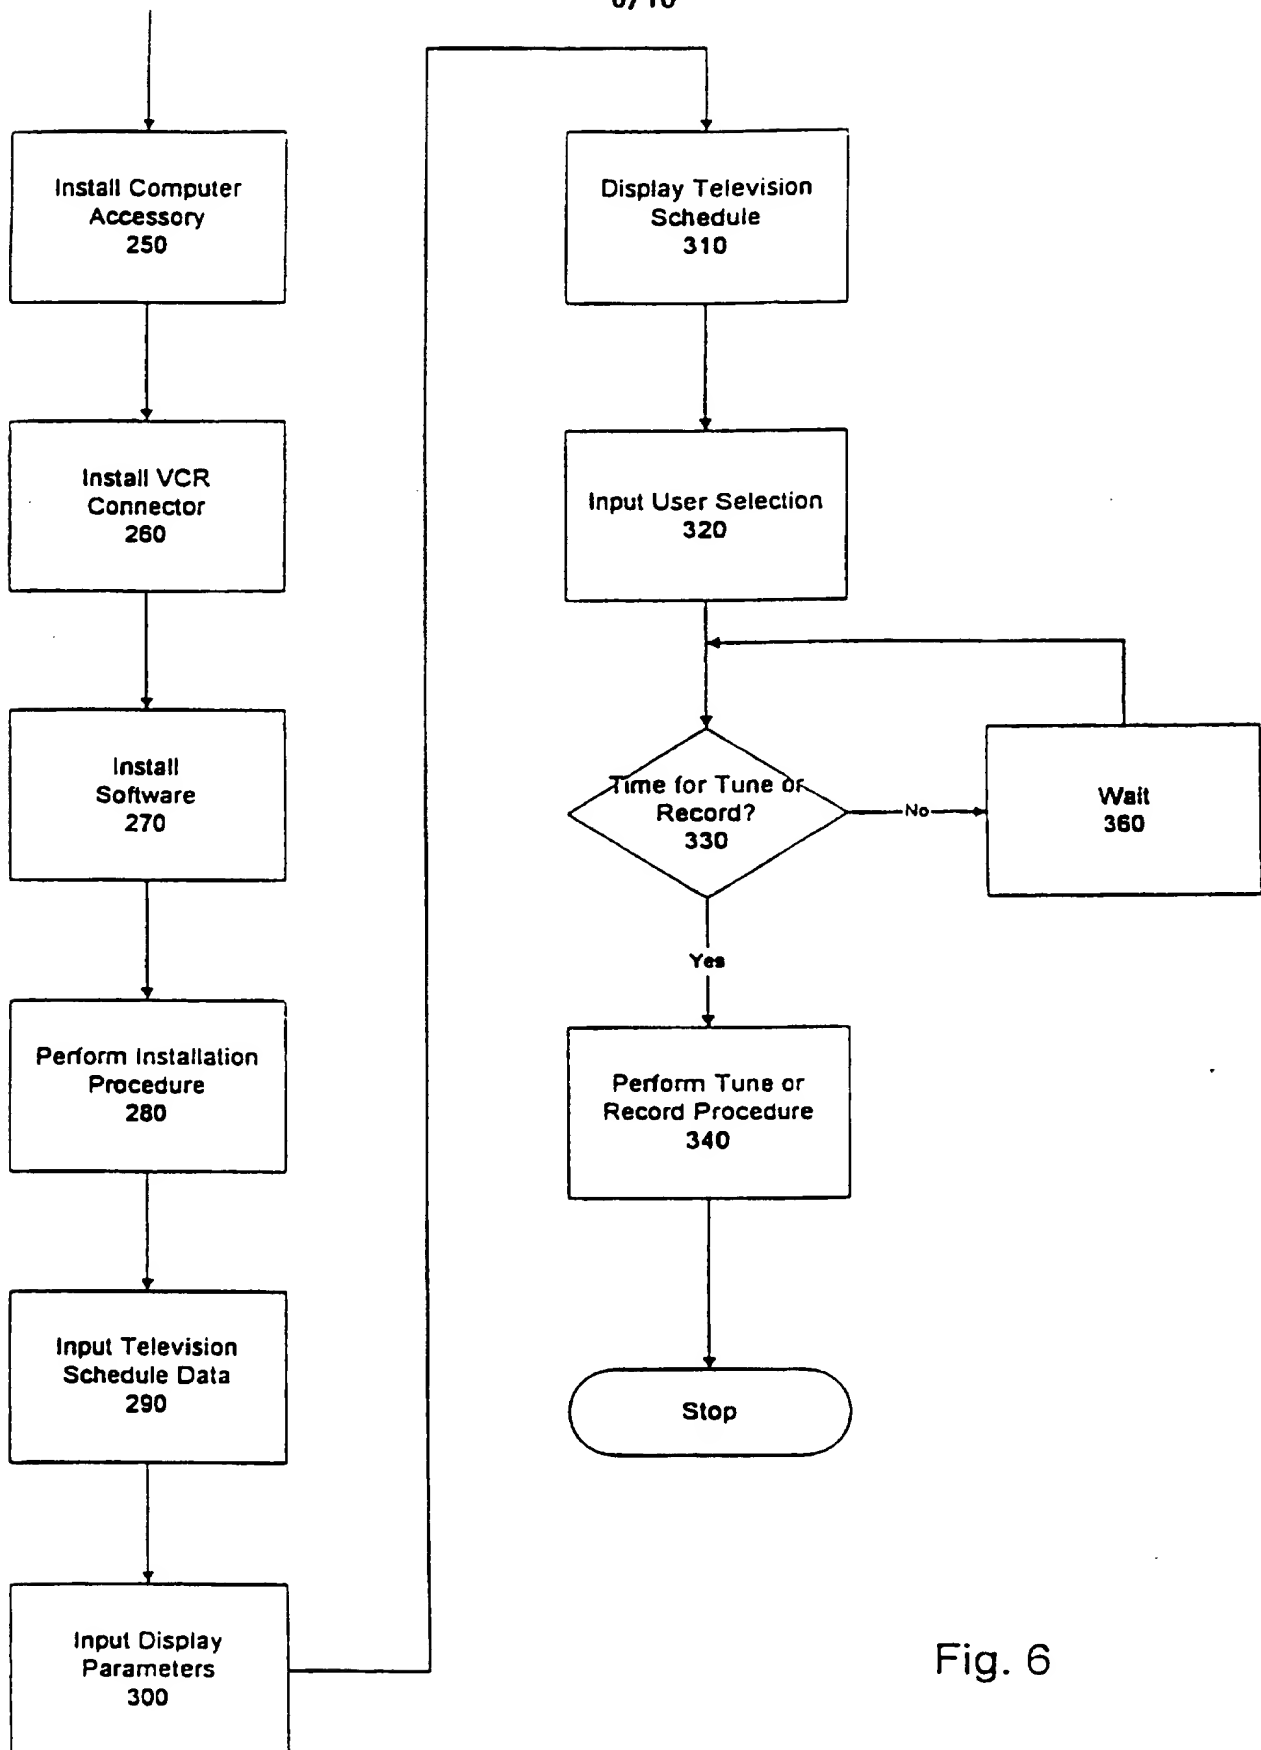 Install Computer
Accessory
250
Install VCR
Connector
260
Install
Software
270
Perform Installation
Procedure
280
Input Television
Schedule Data
290
Input Display
Parameters
300
Display Television
Schedule
310
Input User Selection
320
Time for Tune or
Record?
330
No
Wait
360
Yes
Perform Tune or
Record Procedure
340
Stop
Fig. 6